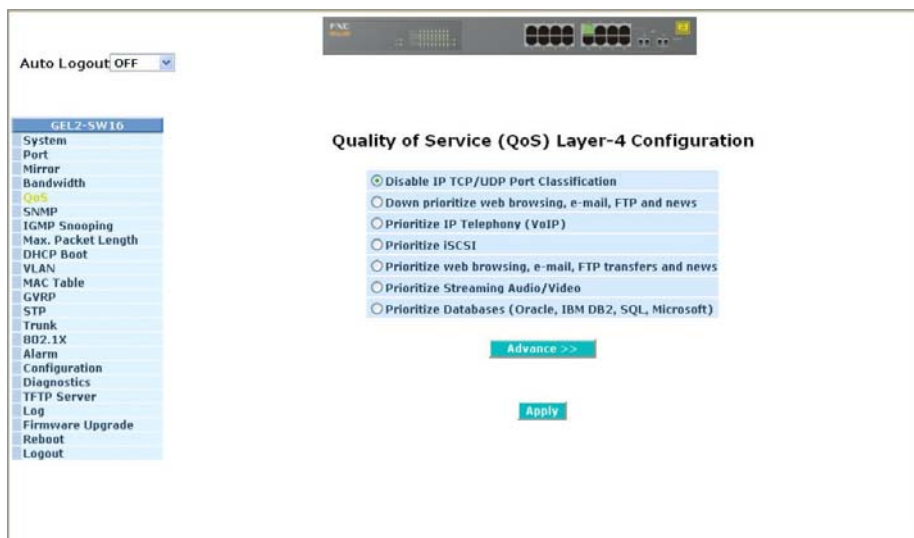 FXC
Auto Logout OFF
GEL2-SW16
System
Port
Mirror
Bandwidth
QoS
SNMP
IGMP Snooping
Max. Packet Length
DHCP Boot
VLAN
MAC Table
GVRP
STP
Trunk
802.1X
Alarm
Configuration
Diagnostics
TFTP Server
Log
Firmware Upgrade
Reboot
Logout
Quality of Service (QoS) Layer-4 Configuration
Disable IP TCP/UDP Port Classification
Down prioritize web browsing, e-mail, FTP and news
Prioritize IP Telephony (VoIP)
Prioritize iSCSI
Prioritize web browsing, e-mail, FTP transfers and news
Prioritize Streaming Audio/Video
Prioritize Databases (Oracle, IBM DB2, SQL, Microsoft)
Advance >>
Apply